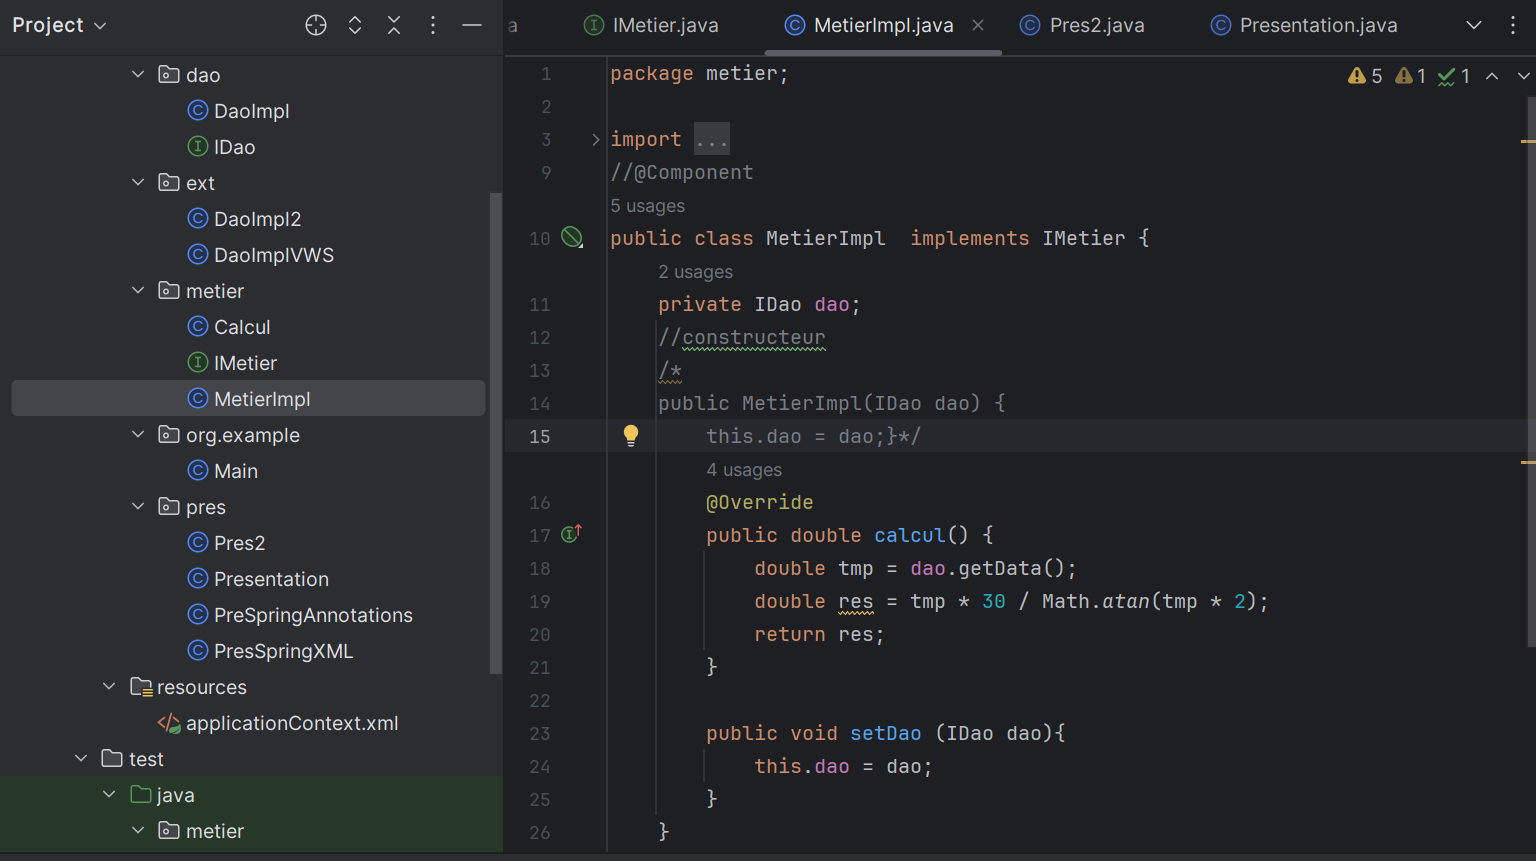 Project
dao
DaoImpl
IDao
ext
DaoImpl2
DaoImplVWS
metier
Calcul
IMetier
MetierImpl
org.example
Main
pres
Pres2
Presentation
PreSpringAnnotations
PresSpringXML
resources
applicationContext.xml
test
java
metier
a IMetier.java MetierImpl.java Pres2.java Presentation.java
5 1 1
1 package metier;
2
3 import ...
9 //@Component
5 usages
10 public class MetierImpl  implements IMetier {
2 usages
11 private IDao dao;
12 //constructeur
13 /*
14 public MetierImpl(IDao dao) {
15 this.dao = dao;}*/
4 usages
16 @Override
17 public double calcul() {
18 double tmp = dao.getData();
19 double res = tmp * 30 / Math.atan(tmp * 2);
20 return res;
21 }
22
23 public void setDao (IDao dao){
24 this.dao = dao;
25 }
26 }